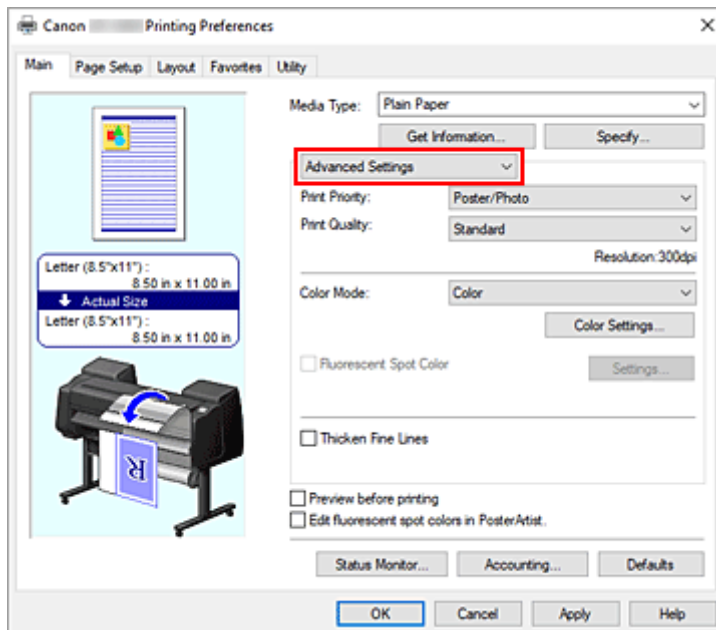 Canon Printing Preferences
Main Page Setup Layout Favorites Utility
Media Type: Plain Paper
Get Information... Specify...
Advanced Settings
Print Priority: Poster/Photo
Print Quality: Standard
Resolution:300dpi
Letter (8.5"x11") :
8.50 in x 11.00 in
Actual Size
Letter (8.5"x11") :
8.50 in x 11.00 in
Color Mode: Color
Color Settings...
Fluorescent Spot Color Settings...
Thicken Fine Lines
R
Preview before printing
Edit fluorescent spot colors in PosterArtist.
Status Monitor... Accounting... Defaults
OK Cancel Apply Help